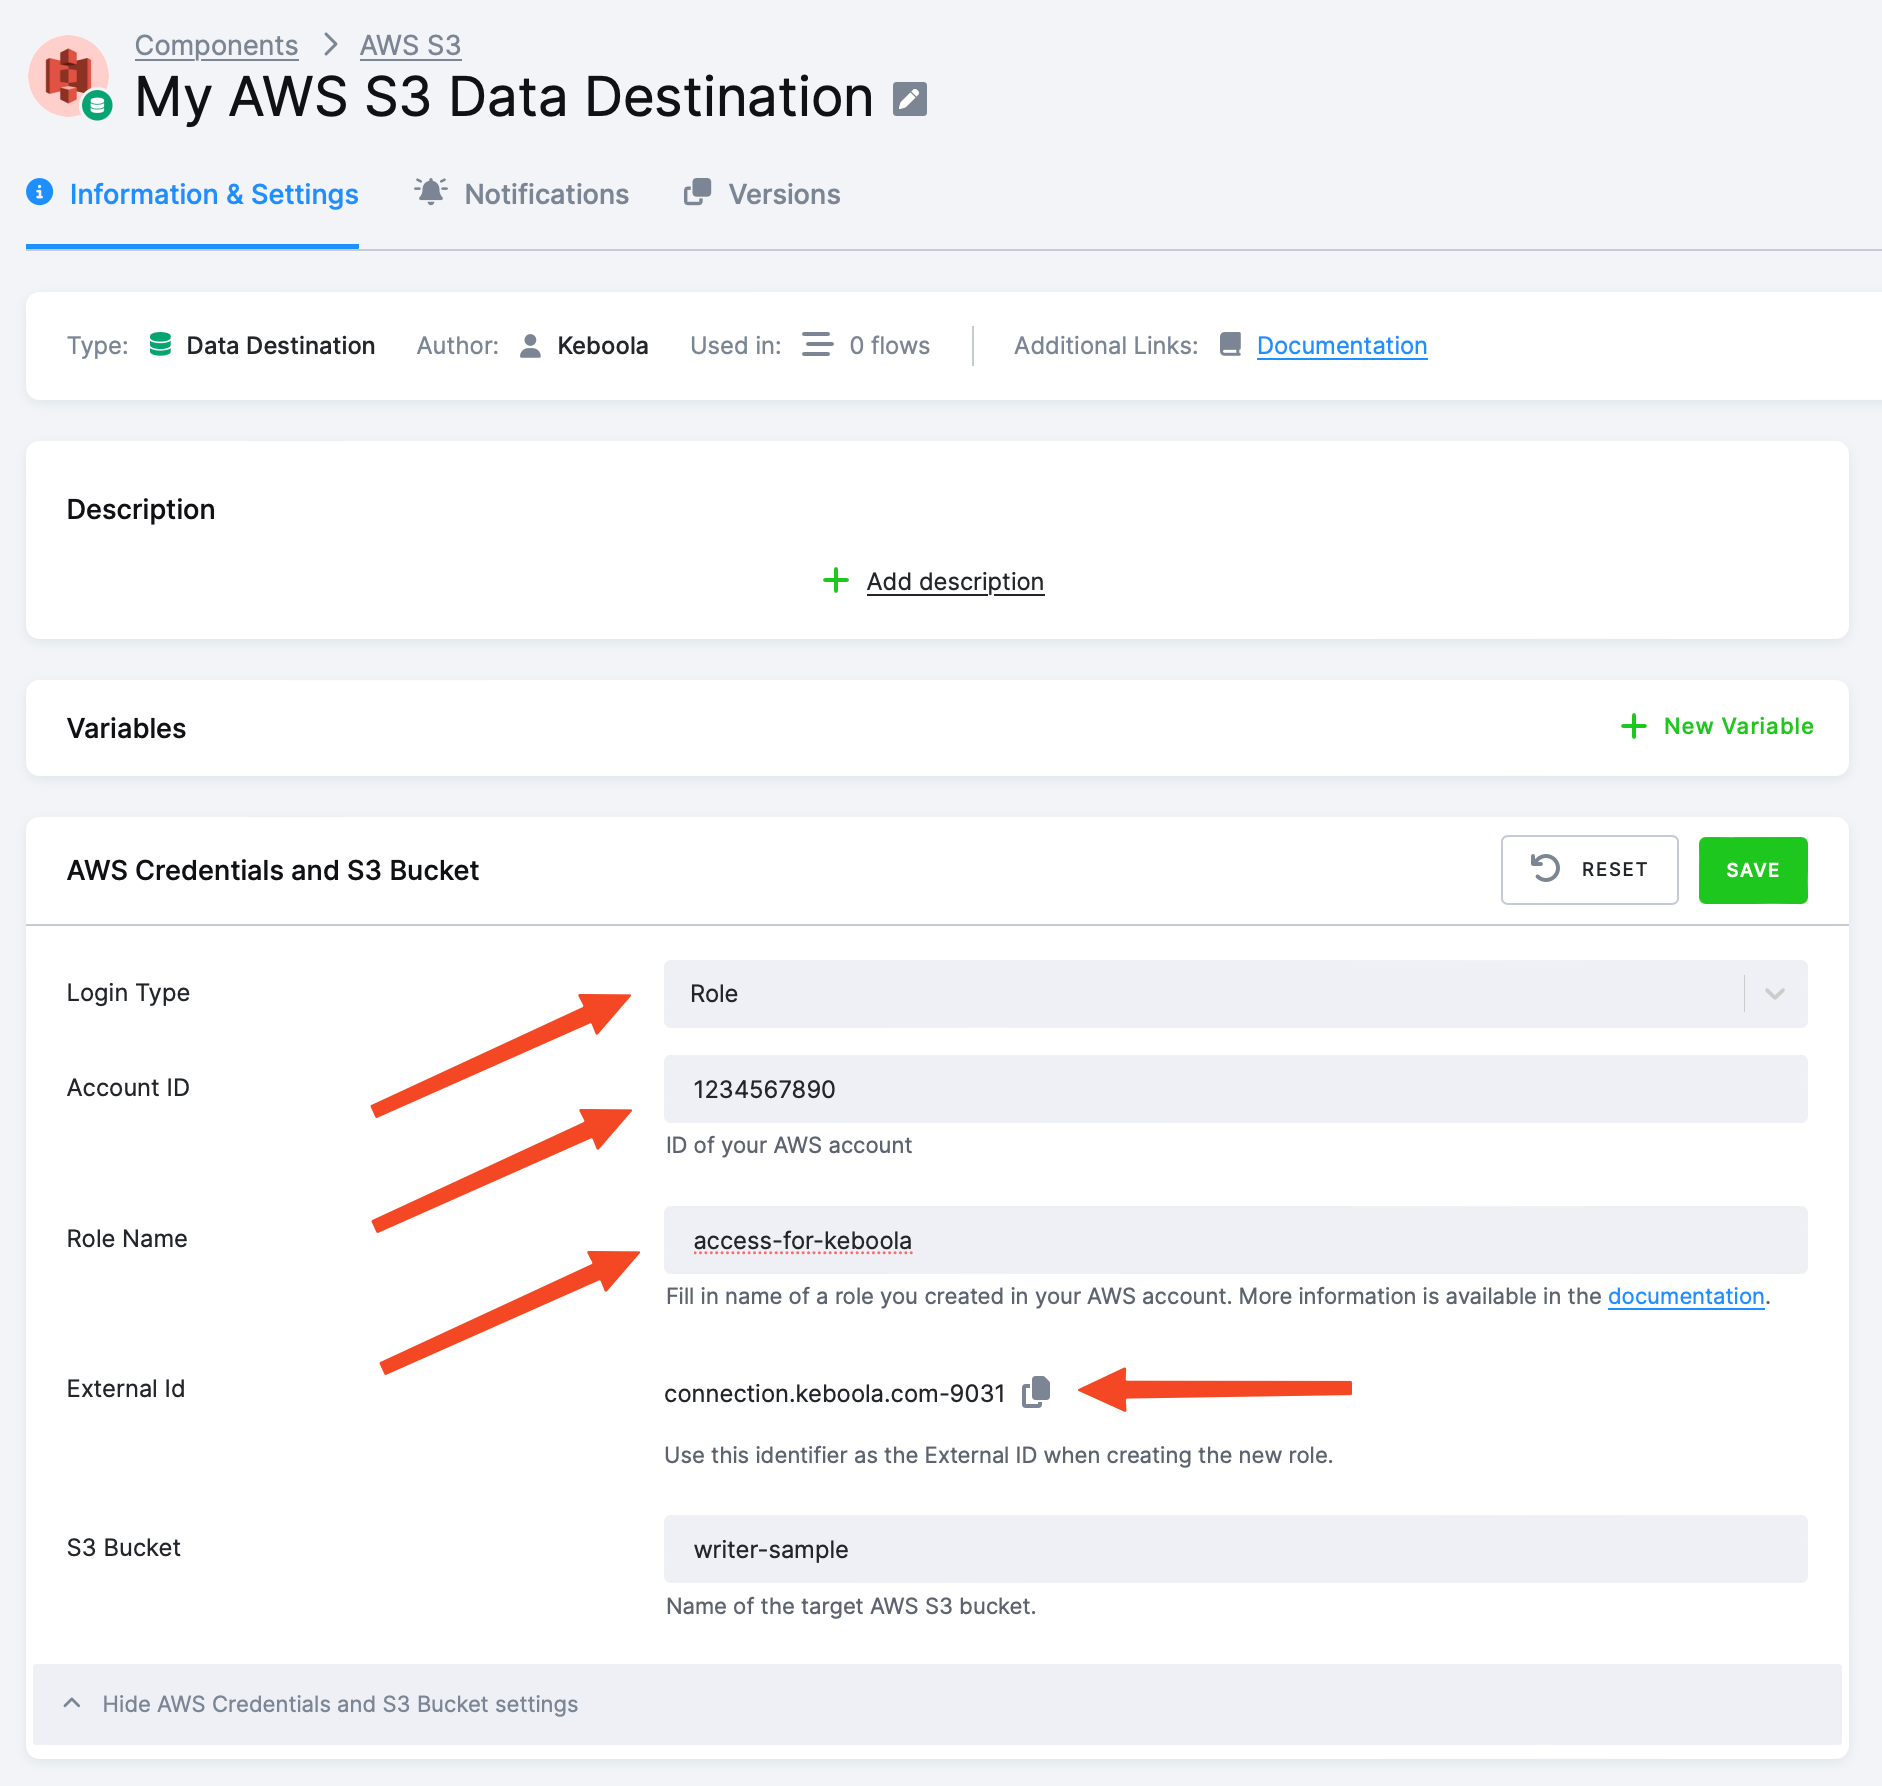 Components > AWS S3
My AWS S3 Data Destination
Information & Settings Notifications Versions
Type: Data Destination Author: Keboola Used in: 0 flows Additional Links: Documentation
Description
Add description
Variables
New Variable
AWS Credentials and S3 Bucket
RESET
SAVE
Login Type
Role
Account ID
1234567890
ID of your AWS account
Role Name
access-for-keboola
Fill in name of a role you created in your AWS account. More information is available in the documentation.
External Id
connection.keboola.com-9031
Use this identifier as the External ID when creating the new role.
S3 Bucket
writer-sample
Name of the target AWS S3 bucket.
Hide AWS Credentials and S3 Bucket settings